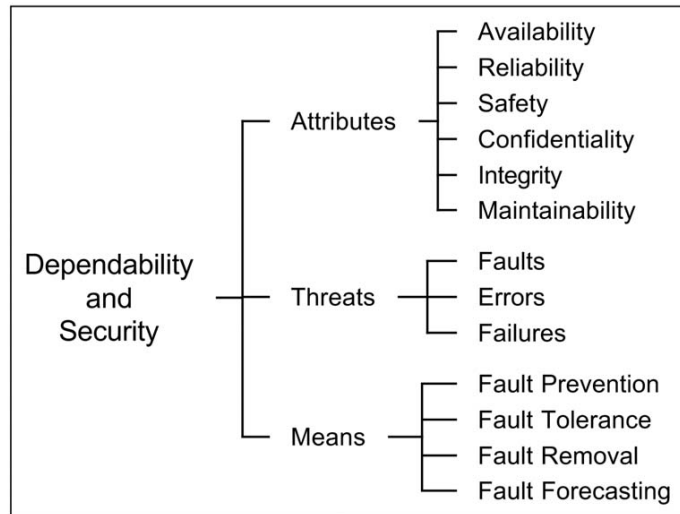 Dependability
and
Security
Attributes
Availability
Reliability
Safety
Confidentiality
Integrity
Maintainability
Threats
Faults
Errors
Failures
Means
Fault Prevention
Fault Tolerance
Fault Removal
Fault Forecasting